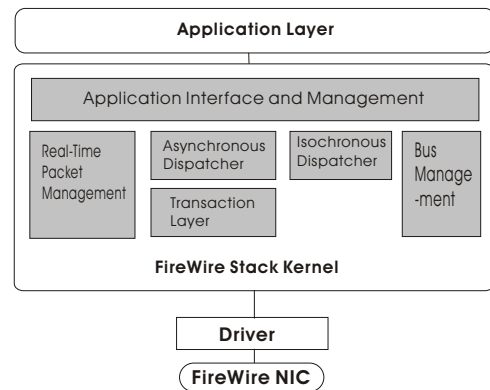 Application Layer
Application Interface and Management
Real-Time
Packet
Management
Asynchronous
Dispatcher
Isochronous
Dispatcher
Bus
Manage
-ment
Transaction
Layer
FireWire Stack Kernel
Driver
FireWire NIC